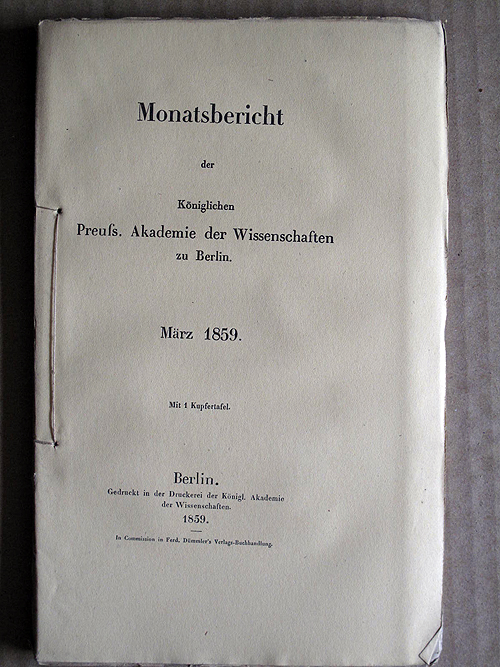 Monatsbericht
der
Königlichen
Preuſs. Akademie der Wissenschaften
zu Berlin.
März 1859.
Mit 1 Kupfertafel.
Berlin.
Gedruckt in der Druckerei der Königl. Akademie
der Wissenschaften.
1859.
In Commission in Ferd. Dümmler's Verlags-Buchhandlung.